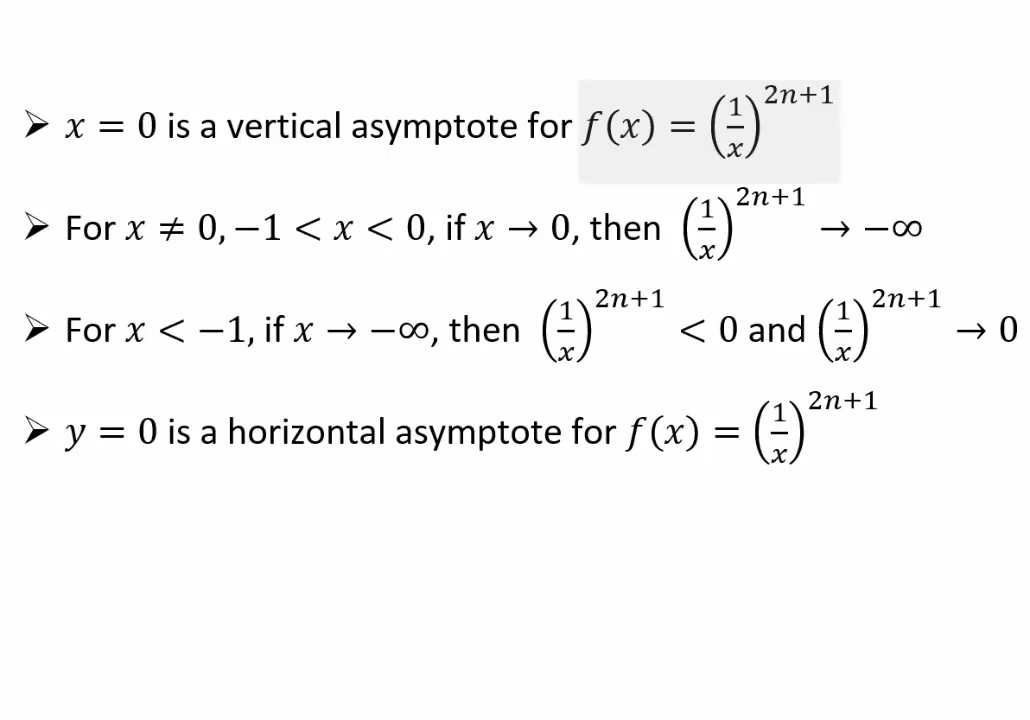 ➢ x = 0 is a vertical asymptote for f(x) = (1/x)^(2n+1)
➢ For x ≠ 0, −1 < x < 0, if x → 0, then (1/x)^(2n+1) → −∞
➢ For x < −1, if x → −∞, then (1/x)^(2n+1) < 0 and (1/x)^(2n+1) → 0
➢ y = 0 is a horizontal asymptote for f(x) = (1/x)^(2n+1)